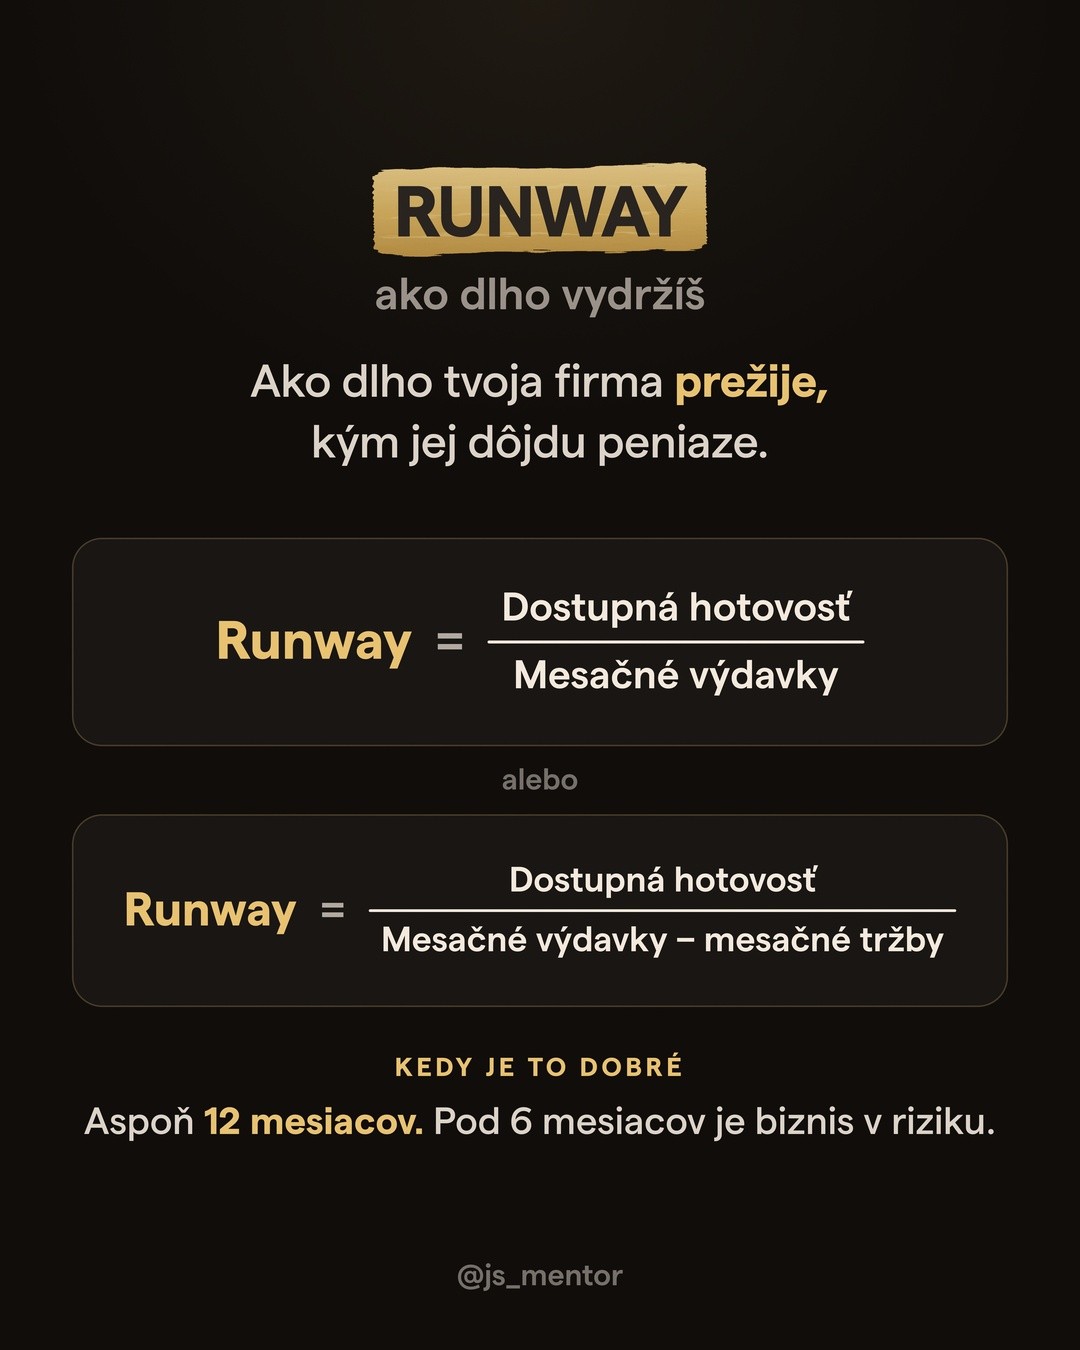 RUNWAY
ako dlho vydržíš
Ako dlho tvoja firma prežije,
kým jej dôjdu peniaze.
Runway = Dostupná hotovosť
Mesačné výdavky
alebo
Runway = Dostupná hotovosť
Mesačné výdavky – mesačné tržby
KEDY JE TO DOBRÉ
Aspoň 12 mesiacov. Pod 6 mesiacov je biznis v riziku.
@js_mentor